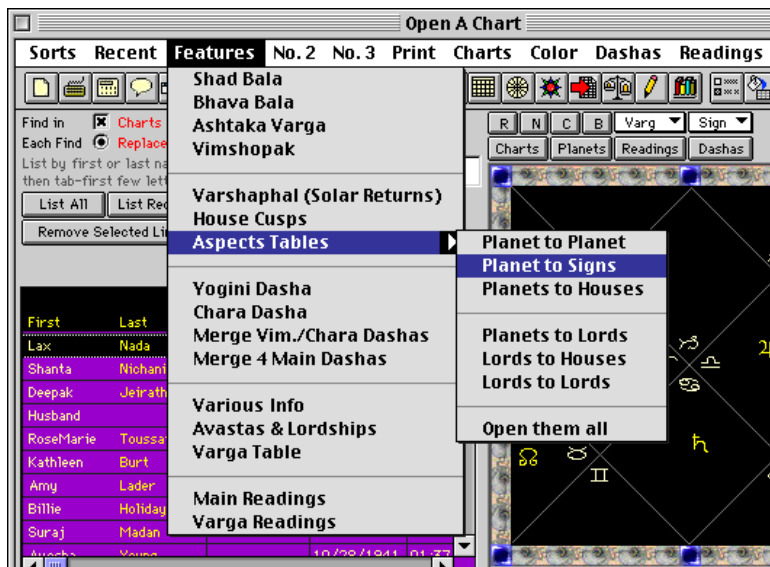 Open A Chart
Sorts Recent Features No.2 No.3 Print Charts Color Dashas Readings
Shad Bala
Bhava Bala
Ashtaka Varga
Vimshopak
Varshaphal (Solar Returns)
House Cusps
Aspects Tables
Yogini Dasha
Chara Dasha
Merge Vim./Chara Dashas
Merge 4 Main Dashas
Various Info
Avastas & Lordships
Varga Table
Main Readings
Varga Readings
Planet to Planet
Planet to Signs
Planets to Houses
Planets to Lords
Lords to Houses
Lords to Lords
Open them all
Find in Charts
Each Find Replace
List by first or last
then tab-first few
List All List
Remove Selected
R N C B Varg Sign
Charts Planets Readings Dashas
First Last
Lax Nada
Shanta Nichani
Deepak Jeirath
Husband
RoseMarie
Kathleen Burt
Amy Lader
Billie Holiday
Suraj Madan
10/28/1941 01:37
♑ ♎
♋
♄
☊ ♉
♊